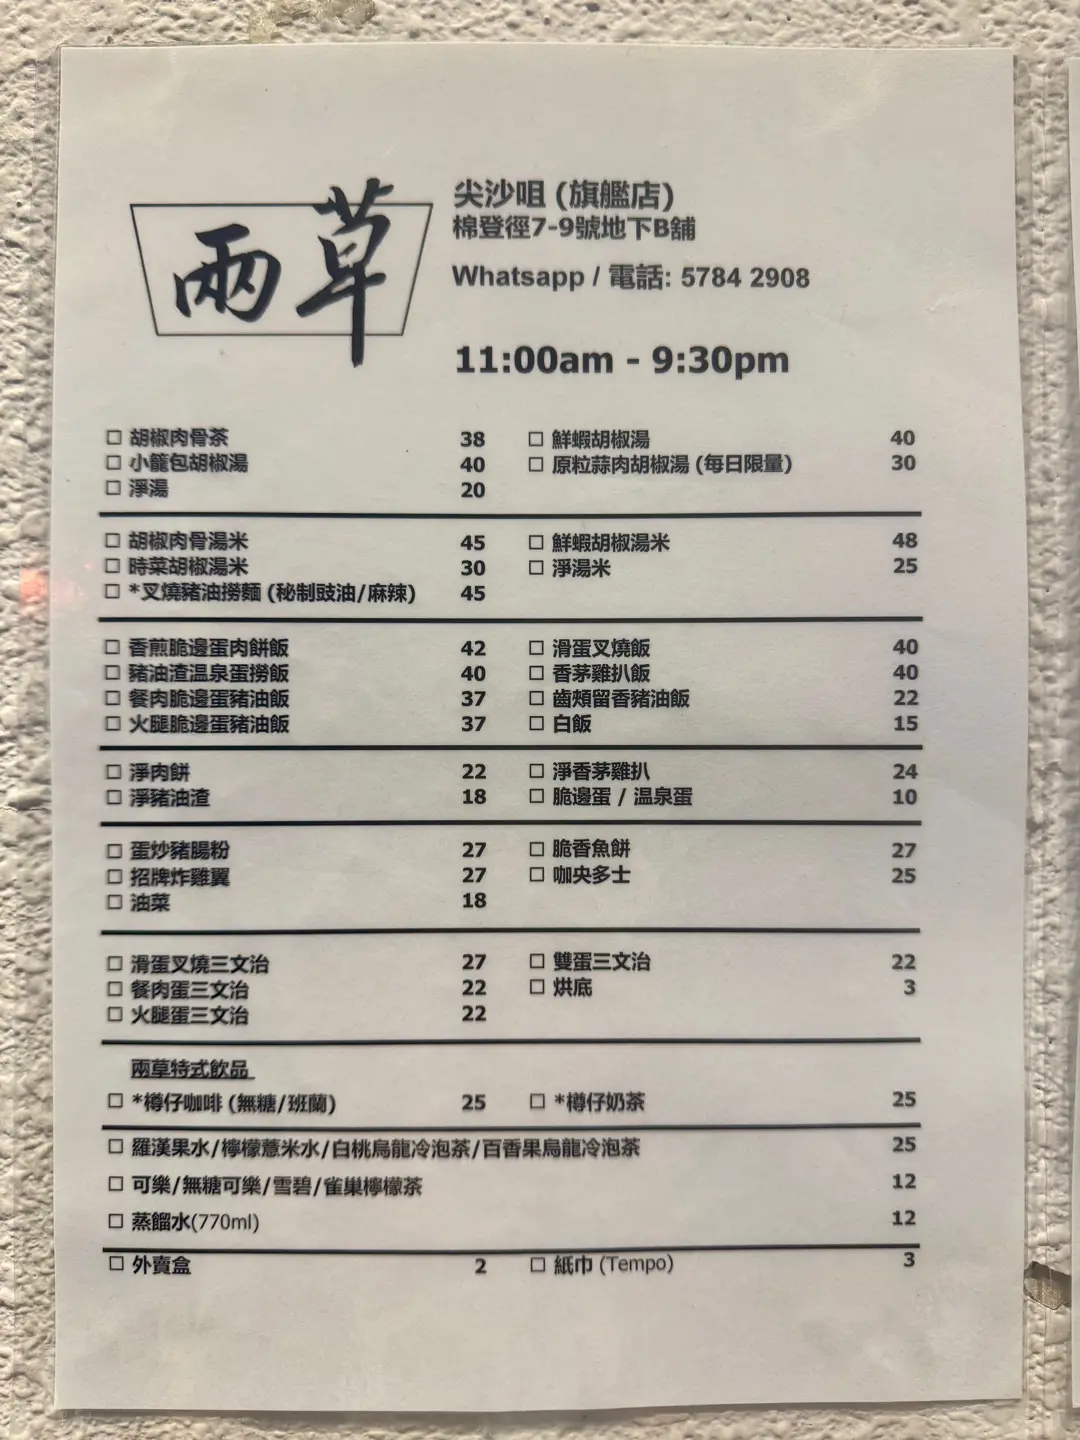 兩草
尖沙咀 (旗艦店)
棉登徑7-9號地下B舖
Whatsapp / 電話: 5784 2908
11:00am - 9:30pm
☐ 胡椒肉骨茶 38 ☐ 鮮蝦胡椒湯 40
☐ 小籠包胡椒湯 40 ☐ 原粒蒜肉胡椒湯 (每日限量) 30
☐ 淨湯 20
☐ 胡椒肉骨湯米 45 ☐ 鮮蝦胡椒湯米 48
☐ 時菜胡椒湯米 30 ☐ 淨湯米 25
☐ *叉燒豬油撈麵 (秘制豉油/麻辣) 45
☐ 香煎脆邊蛋肉餅飯 42 ☐ 滑蛋叉燒飯 40
☐ 豬油渣温泉蛋撈飯 40 ☐ 香茅雞扒飯 40
☐ 餐肉脆邊蛋豬油飯 37 ☐ 齒頰留香豬油飯 22
☐ 火腿脆邊蛋豬油飯 37 ☐ 白飯 15
☐ 淨肉餅 22 ☐ 淨香茅雞扒 24
☐ 淨豬油渣 18 ☐ 脆邊蛋 / 温泉蛋 10
☐ 蛋炒豬腸粉 27 ☐ 脆香魚餅 27
☐ 招牌炸雞翼 27 ☐ 咖央多士 25
☐ 油菜 18
☐ 滑蛋叉燒三文治 27 ☐ 雙蛋三文治 22
☐ 餐肉蛋三文治 22 ☐ 烘底 3
☐ 火腿蛋三文治 22
兩草特式飲品
☐ *樽仔咖啡 (無糖/班蘭) 25 ☐ *樽仔奶茶 25
☐ 羅漢果水/檸檬薏米水/白桃烏龍冷泡茶/百香果烏龍冷泡茶 25
☐ 可樂/無糖可樂/雪碧/雀巢檸檬茶 12
☐ 蒸餾水(770ml) 12
☐ 外賣盒 2 ☐ 紙巾 (Tempo) 3